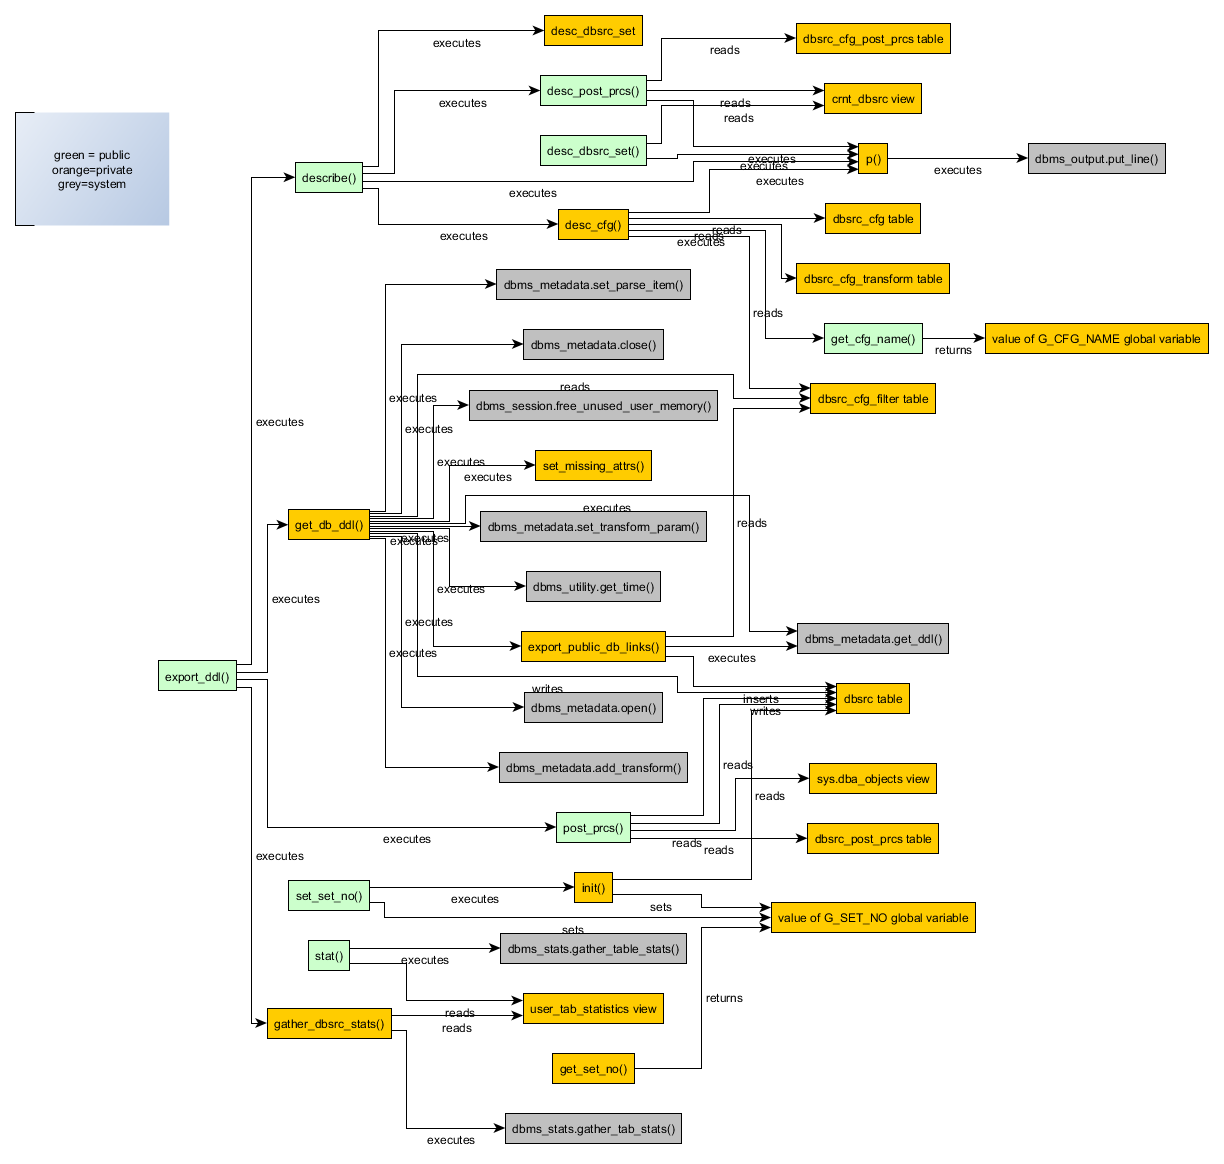 desc_dbsrc_set
executes
dbsrc_cfg_post_prcs table
reads
desc_post_prcs()
executes
crnt_dbsrc view
reads
reads
green = public
orange=private
grey=system
desc_dbsrc_set()
p()
executes
executes
executes
dbms_output.put_line()
executes
describe()
executes
desc_cfg()
executes
dbsrc_cfg table
reads
reads
executes
dbsrc_cfg_transform table
dbms_metadata.set_parse_item()
reads
get_cfg_name()
returns
value of G_CFG_NAME global variable
dbms_metadata.close()
reads
executes
dbsrc_cfg_filter table
dbms_session.free_unused_user_memory()
executes
executes
executes
set_missing_attrs()
executes
executes
get_db_ddl()
dbms_metadata.set_transform_param()
reads
executes
executes
dbms_utility.get_time()
executes
executes
executes
dbms_metadata.get_ddl()
export_public_db_links()
executes
executes
export_ddl()
writes
dbms_metadata.open()
inserts
writes
dbsrc table
dbms_metadata.add_transform()
reads
sys.dba_objects view
reads
post_prcs()
executes
reads
reads
dbsrc_post_prcs table
executes
set_set_no()
executes
init()
sets
value of G_SET_NO global variable
sets
stat()
executes
dbms_stats.gather_table_stats()
returns
user_tab_statistics view
reads
reads
gather_dbsrc_stats()
get_set_no()
executes
dbms_stats.gather_tab_stats()